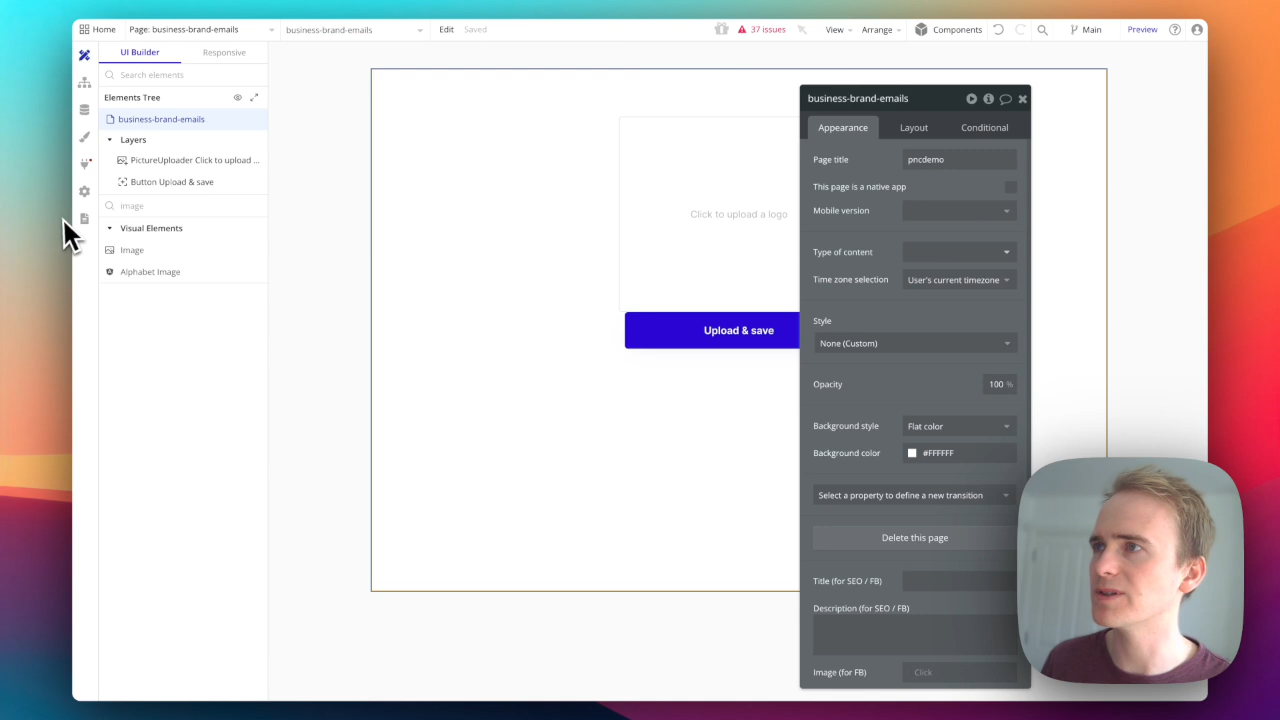 Home
Page: business-brand-emails
business-brand-emails
Edit
Saved
37 issues
View
Arrange
Components
Main
Preview
UI Builder
Responsive
Search elements
Elements Tree
business-brand-emails
Layers
PictureUploader Click to upload ...
Button Upload & save
image
Visual Elements
Image
Alphabet Image
Click to upload a logo
Upload & save
business-brand-emails
Appearance
Layout
Conditional
Page title
pncdemo
This page is a native app
Mobile version
Type of content
Time zone selection
User's current timezone
Style
None (Custom)
Opacity
100 %
Background style
Flat color
Background color
#FFFFFF
Select a property to define a new transition
Delete this page
Title (for SEO / FB)
Description (for SEO / FB)
Image (for FB)
Click